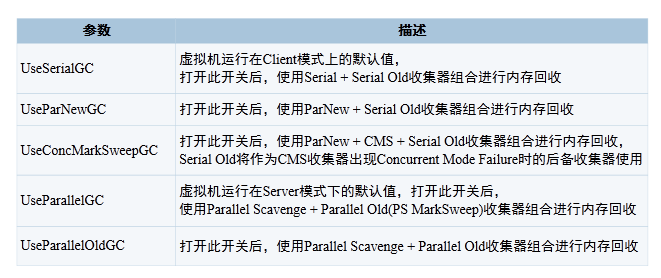 参数 描述
UseSerialGC
虚拟机运行在Client模式上的默认值，
打开此开关后，使用Serial + Serial Old收集器组合进行内存回收
UseParNewGC
打开此开关后，使用ParNew + Serial Old收集器组合进行内存回收
UseConcMarkSweepGC
打开此开关后，使用ParNew + CMS + Serial Old收集器组合进行内存回收，
Serial Old将作为CMS收集器出现Concurrent Mode Failure时的后备收集器使用
UseParallelGC
虚拟机运行在Server模式下的默认值，打开此开关后，
使用Parallel Scavenge + Parallel Old(PS MarkSweep)收集器组合进行内存回收
UseParallelOldGC
打开此开关后，使用Parallel Scavenge + Parallel Old收集器组合进行内存回收